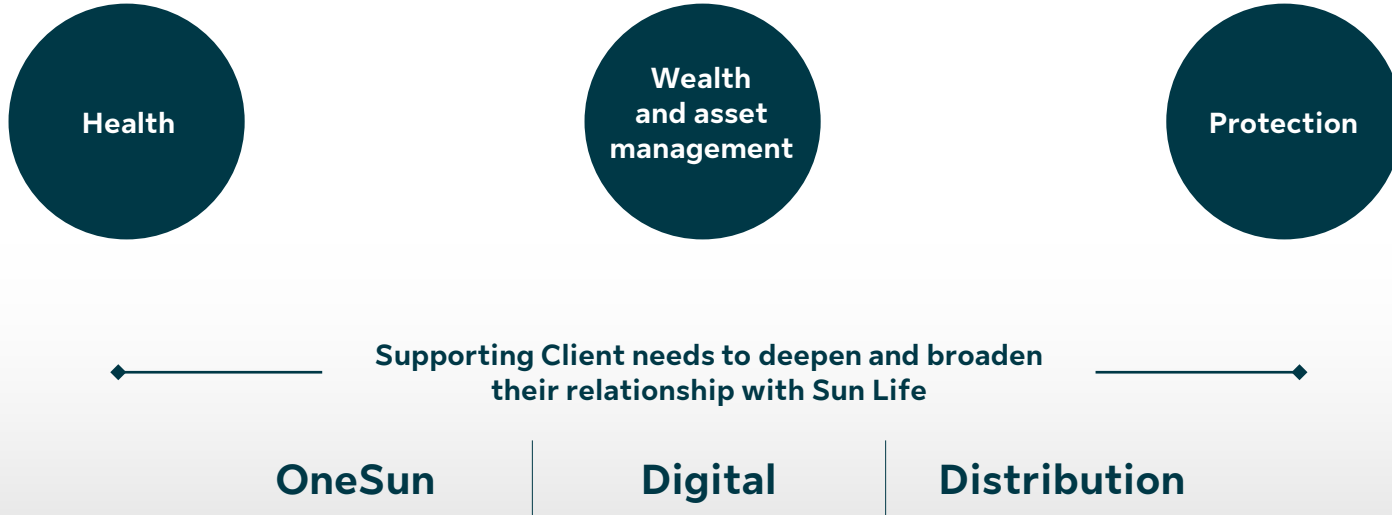 Health
Wealth
and asset
management
Protection
Supporting Client needs to deepen and broaden
their relationship with Sun Life
OneSun
Digital
Distribution